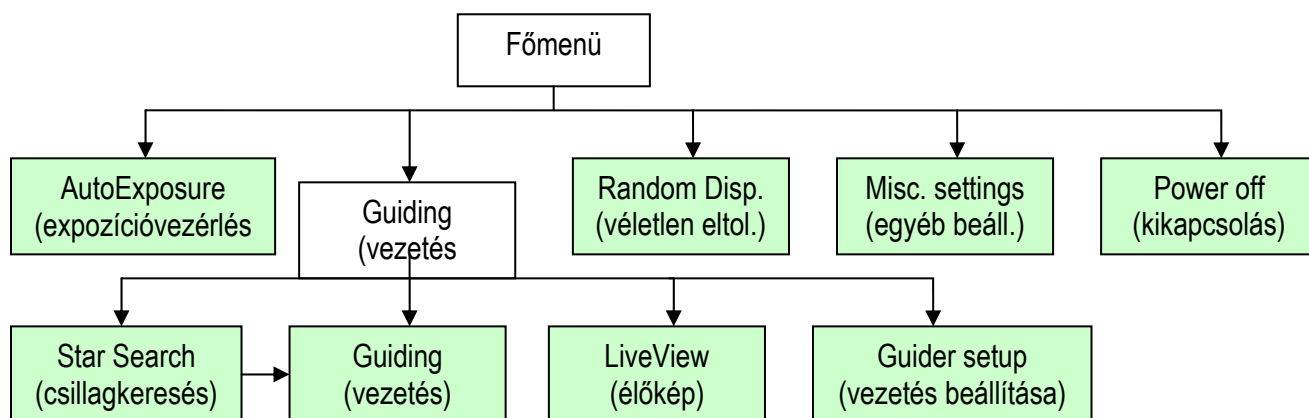 Főmenü
AutoExposure
(expozícióvezérlés
Guiding
(vezetés
Random Disp.
(véletlen eltol.)
Misc. settings
(egyéb beáll.)
Power off
(kikapcsolás)
Star Search
(csillagkeresés)
Guiding
(vezetés)
LiveView
(élőkép)
Guider setup
(vezetés beállítása)